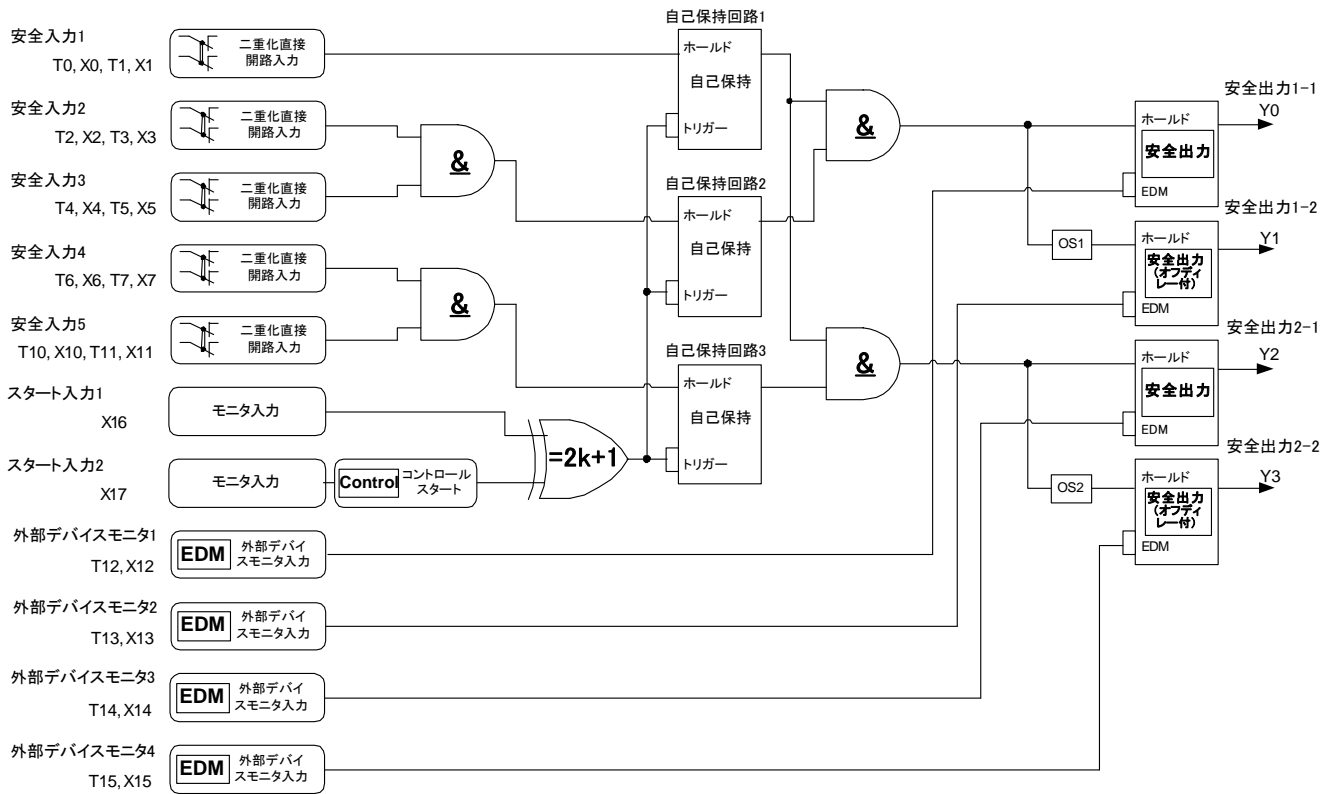 自己保持回路1
安全入力1
T0, X0, T1, X1
二重化直接
開路入力
ホールド
自己保持
トリガー
安全入力2
T2, X2, T3, X3
二重化直接
開路入力
&
安全入力3
T4, X4, T5, X5
二重化直接
開路入力
自己保持回路2
ホールド
自己保持
トリガー
安全入力4
T6, X6, T7, X7
二重化直接
開路入力
&
安全入力5
T10, X10, T11, X11
二重化直接
開路入力
自己保持回路3
ホールド
自己保持
トリガー
スタート入力1
X16
モニタ入力
スタート入力2
X17
モニタ入力
Control
コントロール
スタート
=2k+1
外部デバイスモニタ1
T12, X12
EDM
外部デバイ
スモニタ入力
外部デバイスモニタ2
T13, X13
EDM
外部デバイ
スモニタ入力
外部デバイスモニタ3
T14, X14
EDM
外部デバイ
スモニタ入力
外部デバイスモニタ4
T15, X15
EDM
外部デバイ
スモニタ入力
&
&
安全出力1-1
Y0
ホールド
安全出力
EDM
安全出力1-2
Y1
OS1
ホールド
安全出力
(オフディ
レー付)
EDM
安全出力2-1
Y2
ホールド
安全出力
EDM
安全出力2-2
Y3
OS2
ホールド
安全出力
(オフディ
レー付)
EDM